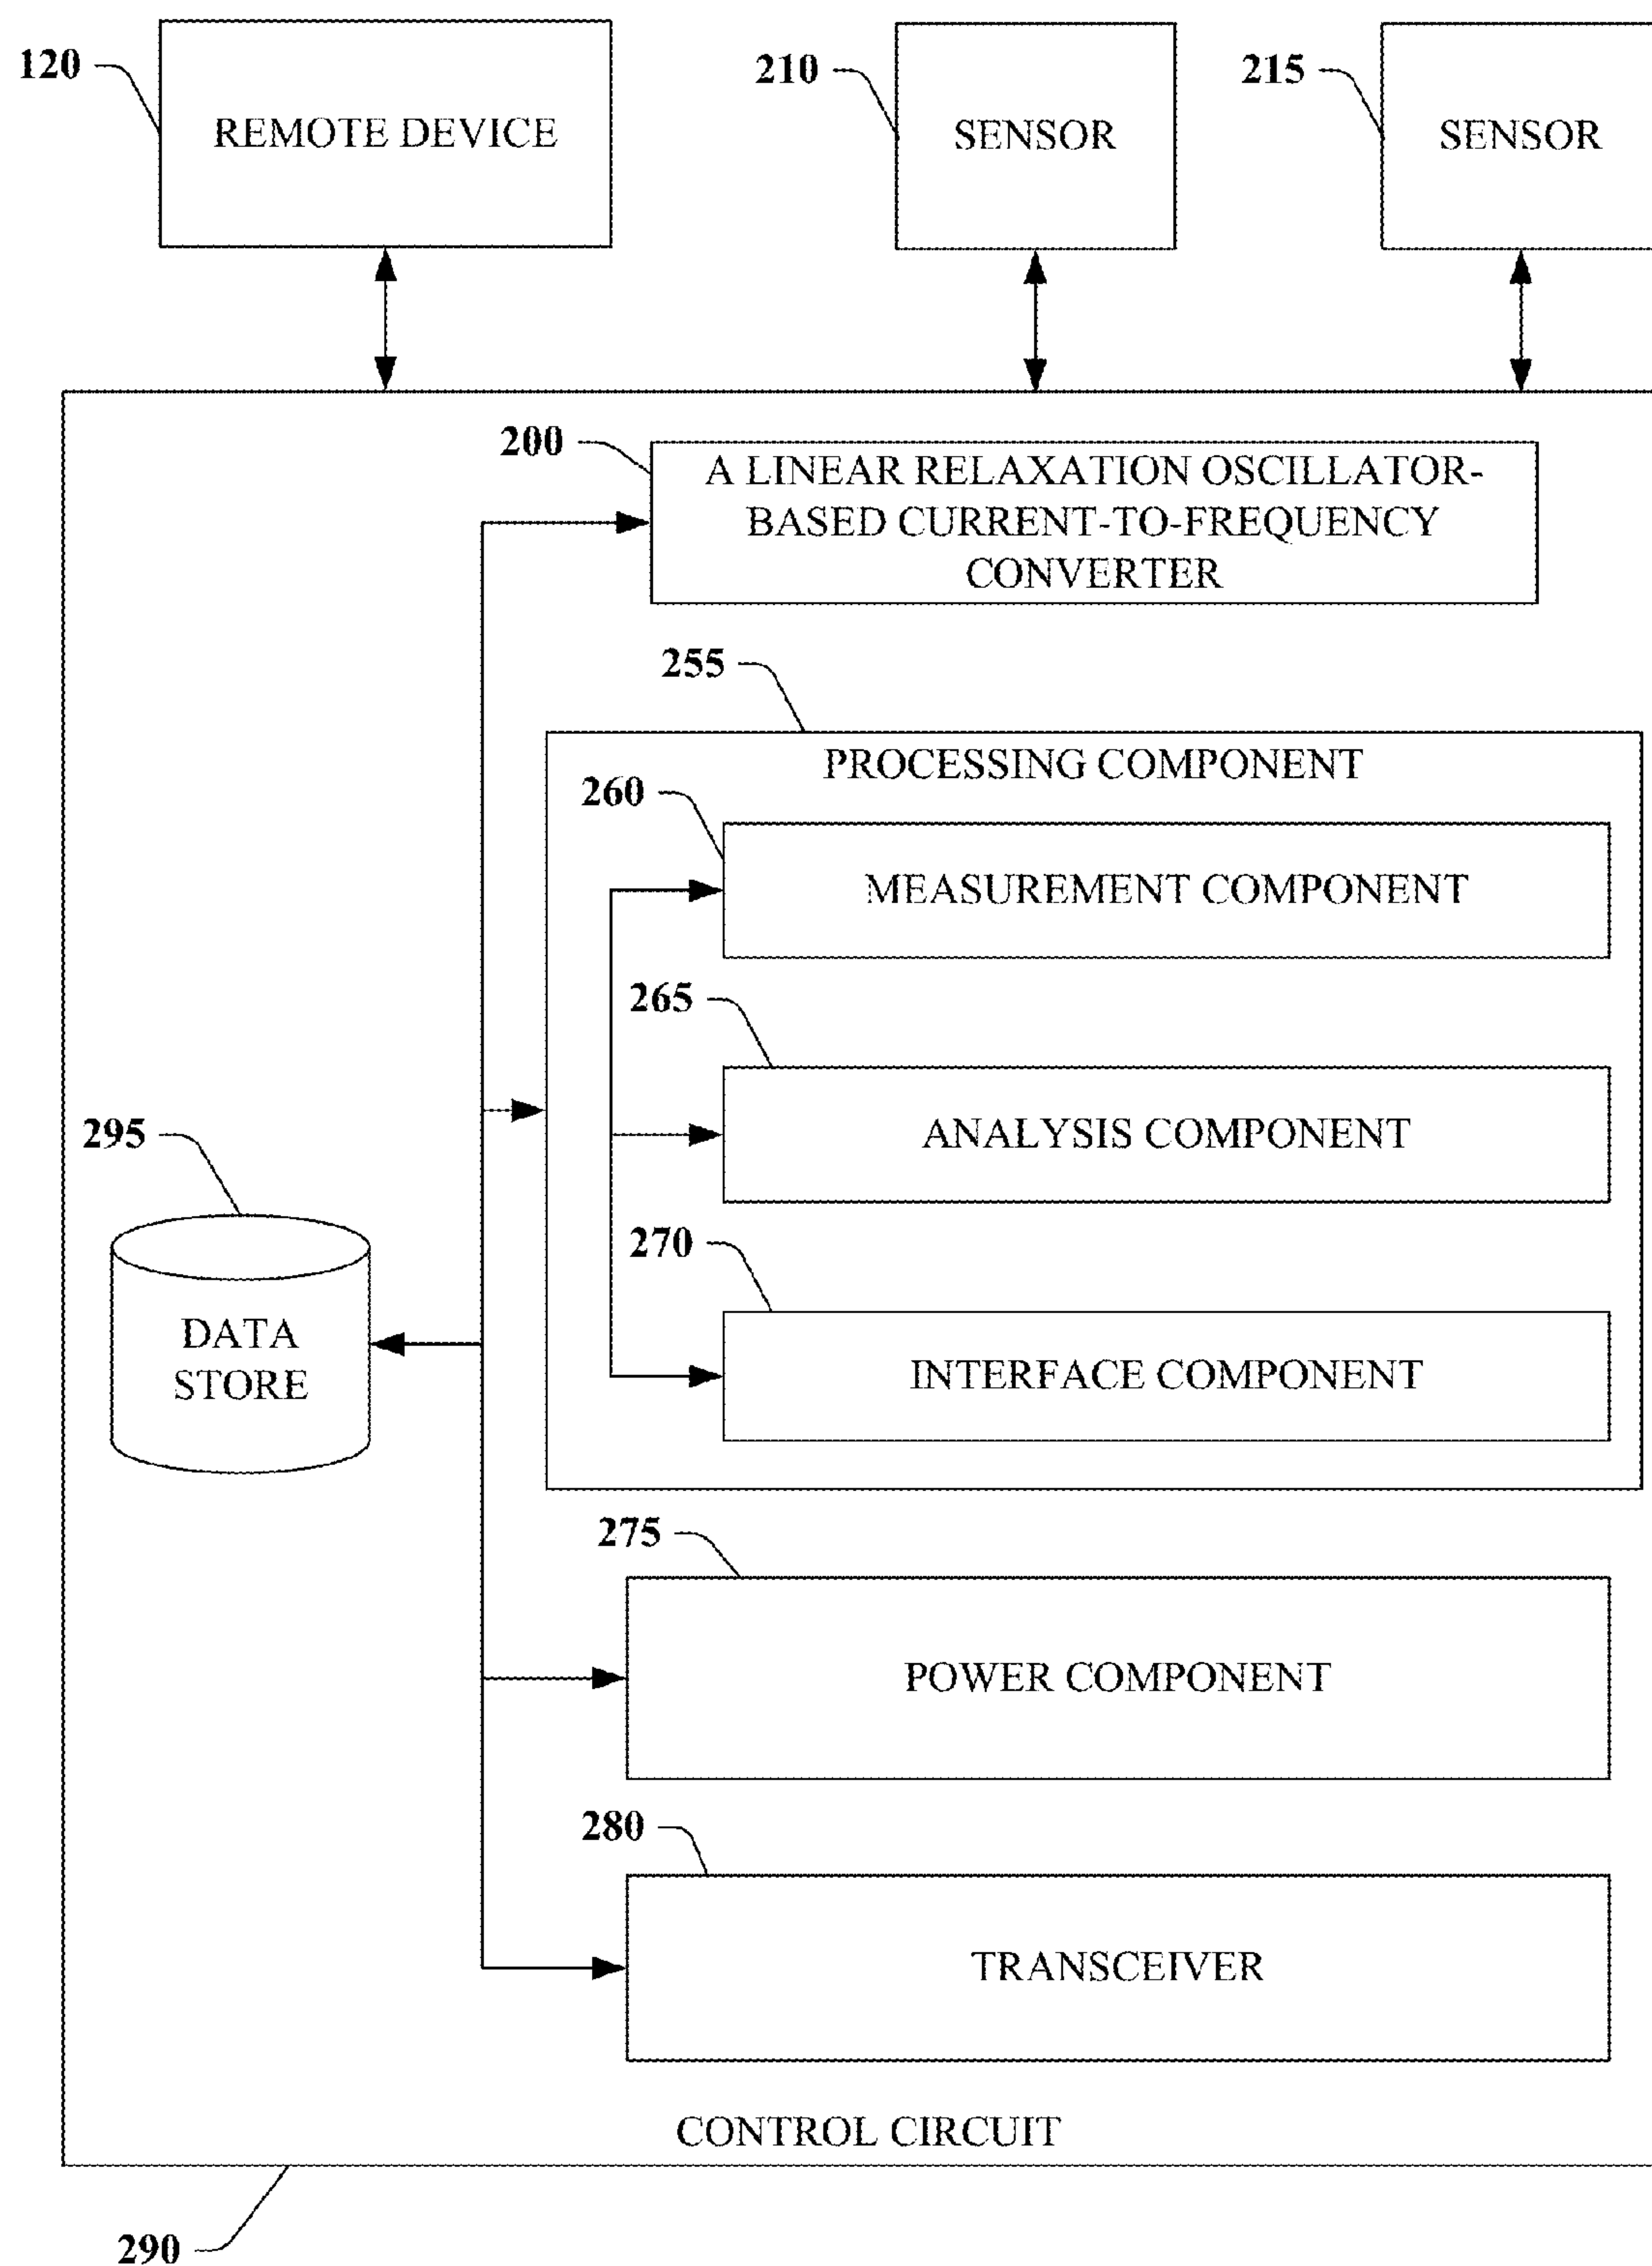 120
REMOTE DEVICE
210
SENSOR
215
SENSOR
200
A LINEAR RELAXATION OSCILLATOR-
BASED CURRENT-TO-FREQUENCY
CONVERTER
255
PROCESSING COMPONENT
260
MEASUREMENT COMPONENT
265
ANALYSIS COMPONENT
295
270
DATA
STORE
INTERFACE COMPONENT
275
POWER COMPONENT
280
TRANSCEIVER
CONTROL CIRCUIT
290